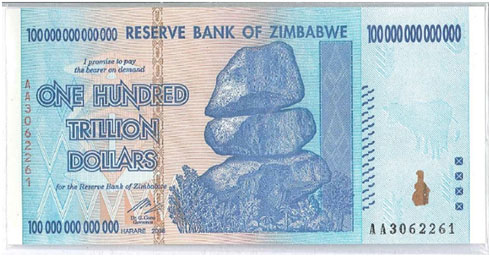 100 000 000 000 000
RESERVE BANK OF ZIMBABWE
100 000 000 000 000
I promise to pay
the bearer on demand
AA3062261
ONE HUNDRED
TRILLION
DOLLARS
for the Reserve Bank of Zimbabwe
Dr. G. Gono
Governor
100 000 000 000 000
HARARE 2008
AA3062261